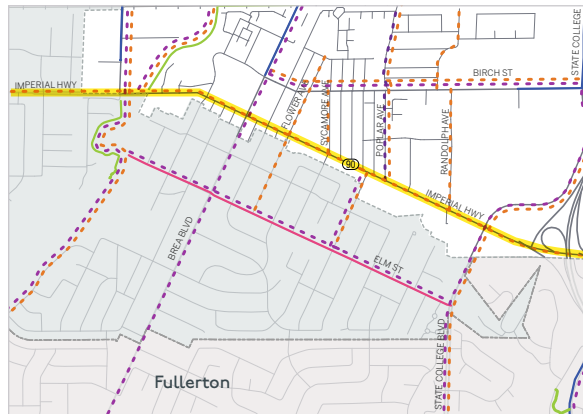 STATE COLLEGE
BIRCH ST
IMPERIAL HWY
FLOWER AVE
SYCAMORE AVE
POPLAR AVE
RANDOLPH AVE
90
IMPERIAL HWY
BREA BLVD
ELM ST
STATE COLLEGE BLVD
Fullerton